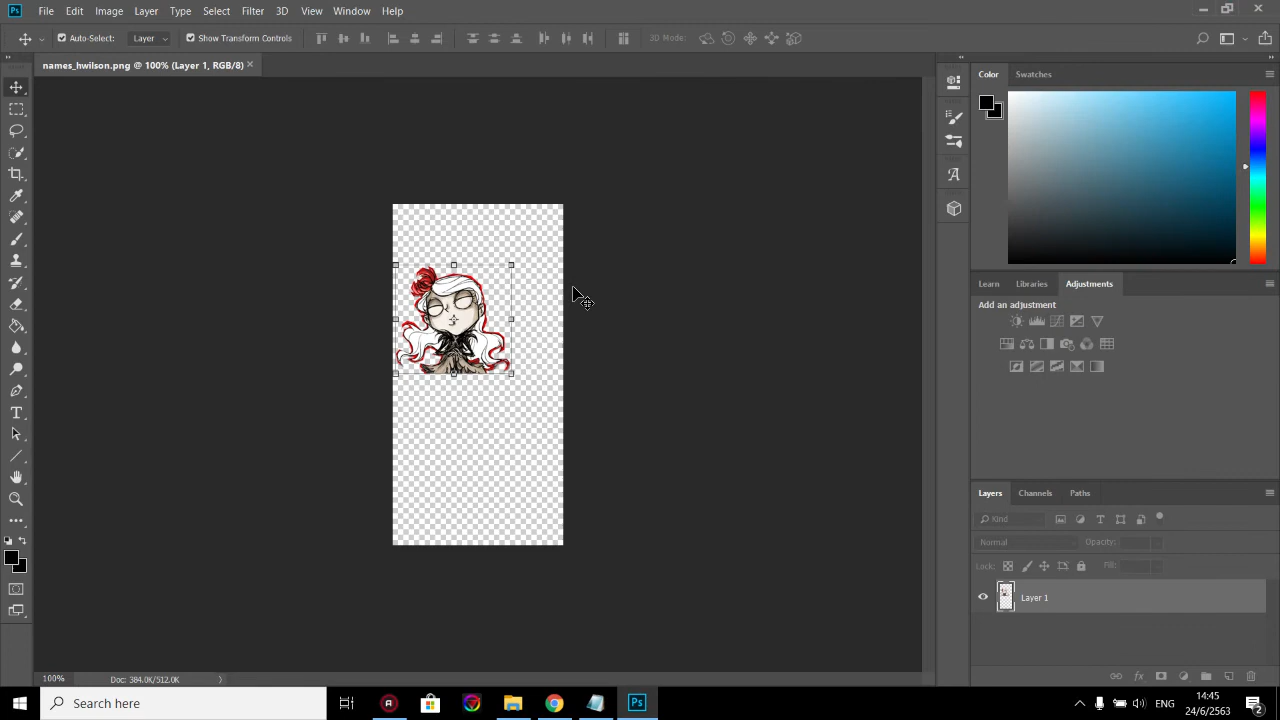 Ps File Edit Image Layer Type Select Filter 3D View Window Help
Auto-Select: Layer Show Transform Controls 3D Mode:
names_hwilson.png @ 100% (Layer 1, RGB/8)
Color Swatches
Learn Libraries Adjustments
Add an adjustment
Layers Channels Paths
Kind
Normal Opacity:
Lock: Fill:
Layer 1
100% Doc: 384.0K/512.0K
Search here
Ps
ENG
14:45
24/6/2563
2